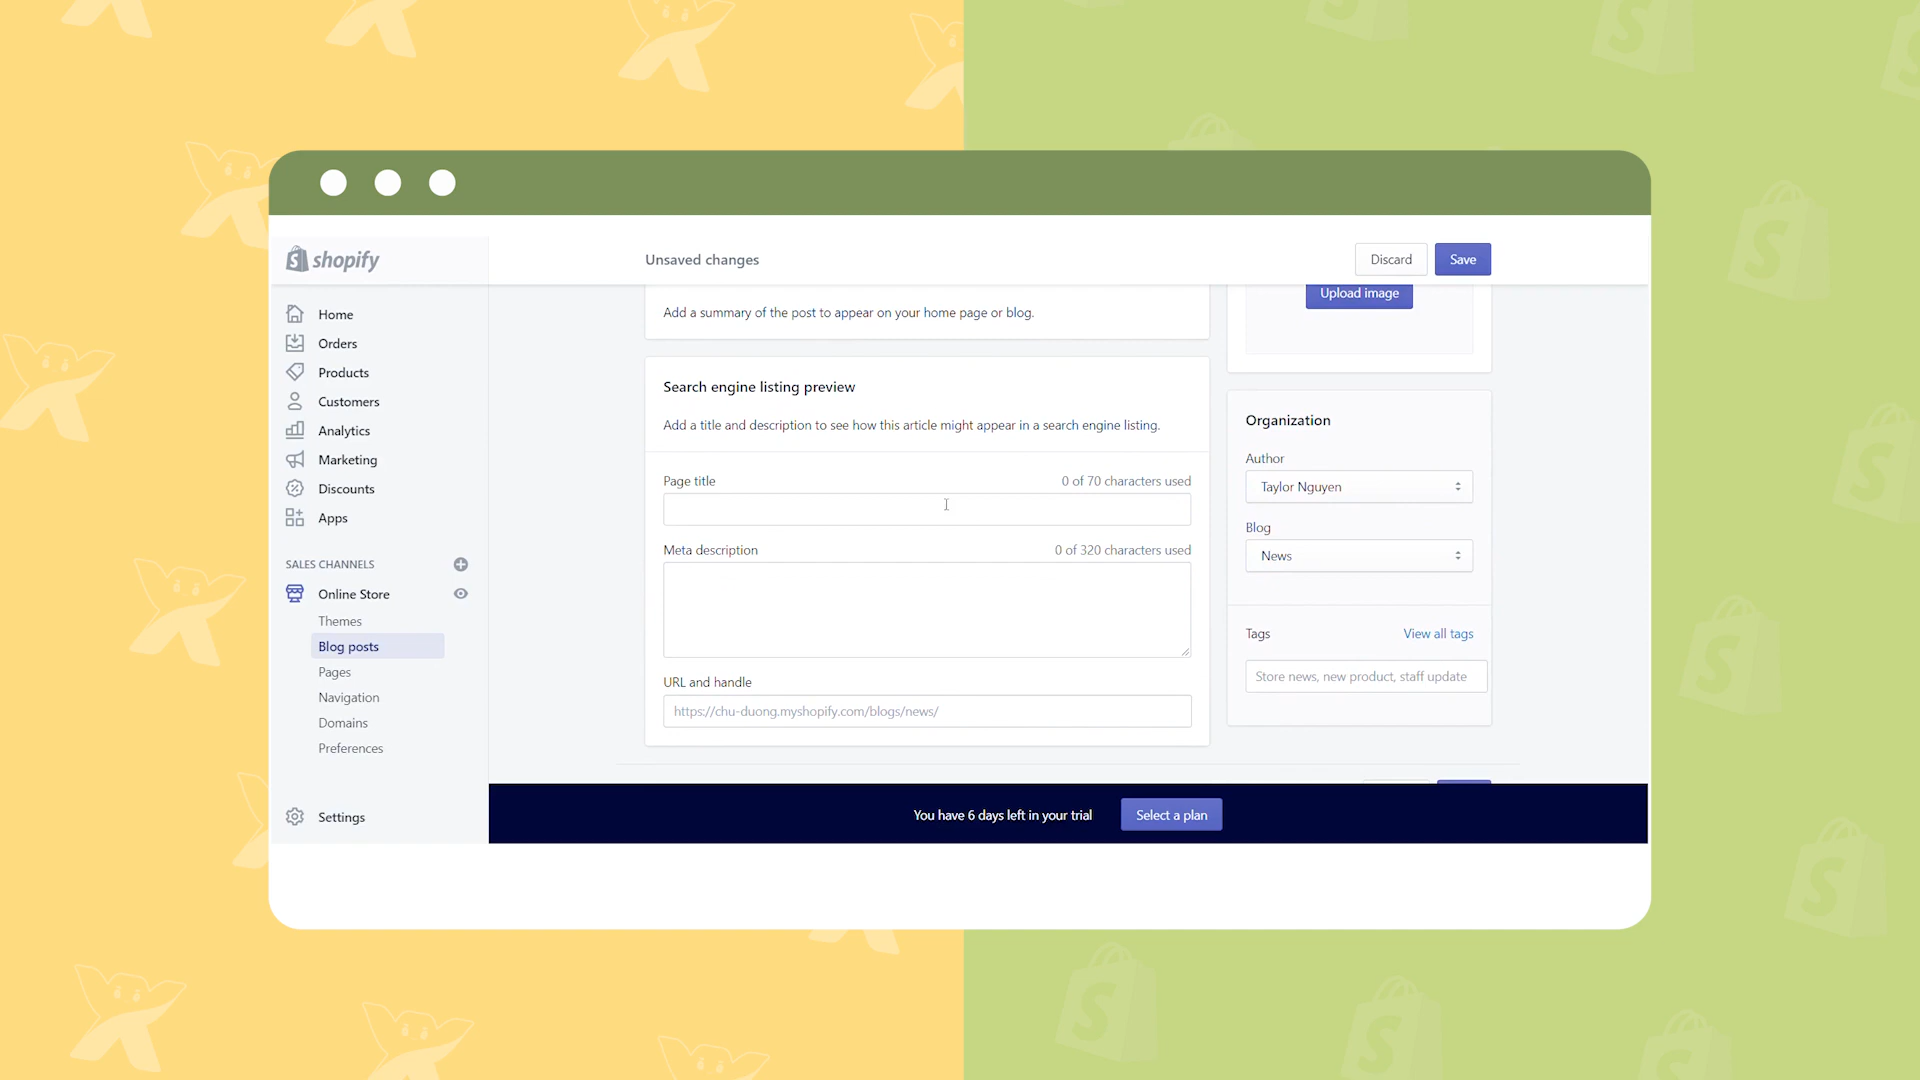 shopify
Unsaved changes
Discard
Save
Home
Orders
Products
Customers
Analytics
Marketing
Discounts
Apps
SALES CHANNELS
Online Store
Themes
Blog posts
Pages
Navigation
Domains
Preferences
Settings
Add a summary of the post to appear on your home page or blog.
Search engine listing preview
Add a title and description to see how this article might appear in a search engine listing.
Page title
0 of 70 characters used
Meta description
0 of 320 characters used
URL and handle
https://chu-duong.myshopify.com/blogs/news/
Upload image
Organization
Author
Taylor Nguyen
Blog
News
Tags
View all tags
Store news, new product, staff update
You have 6 days left in your trial
Select a plan